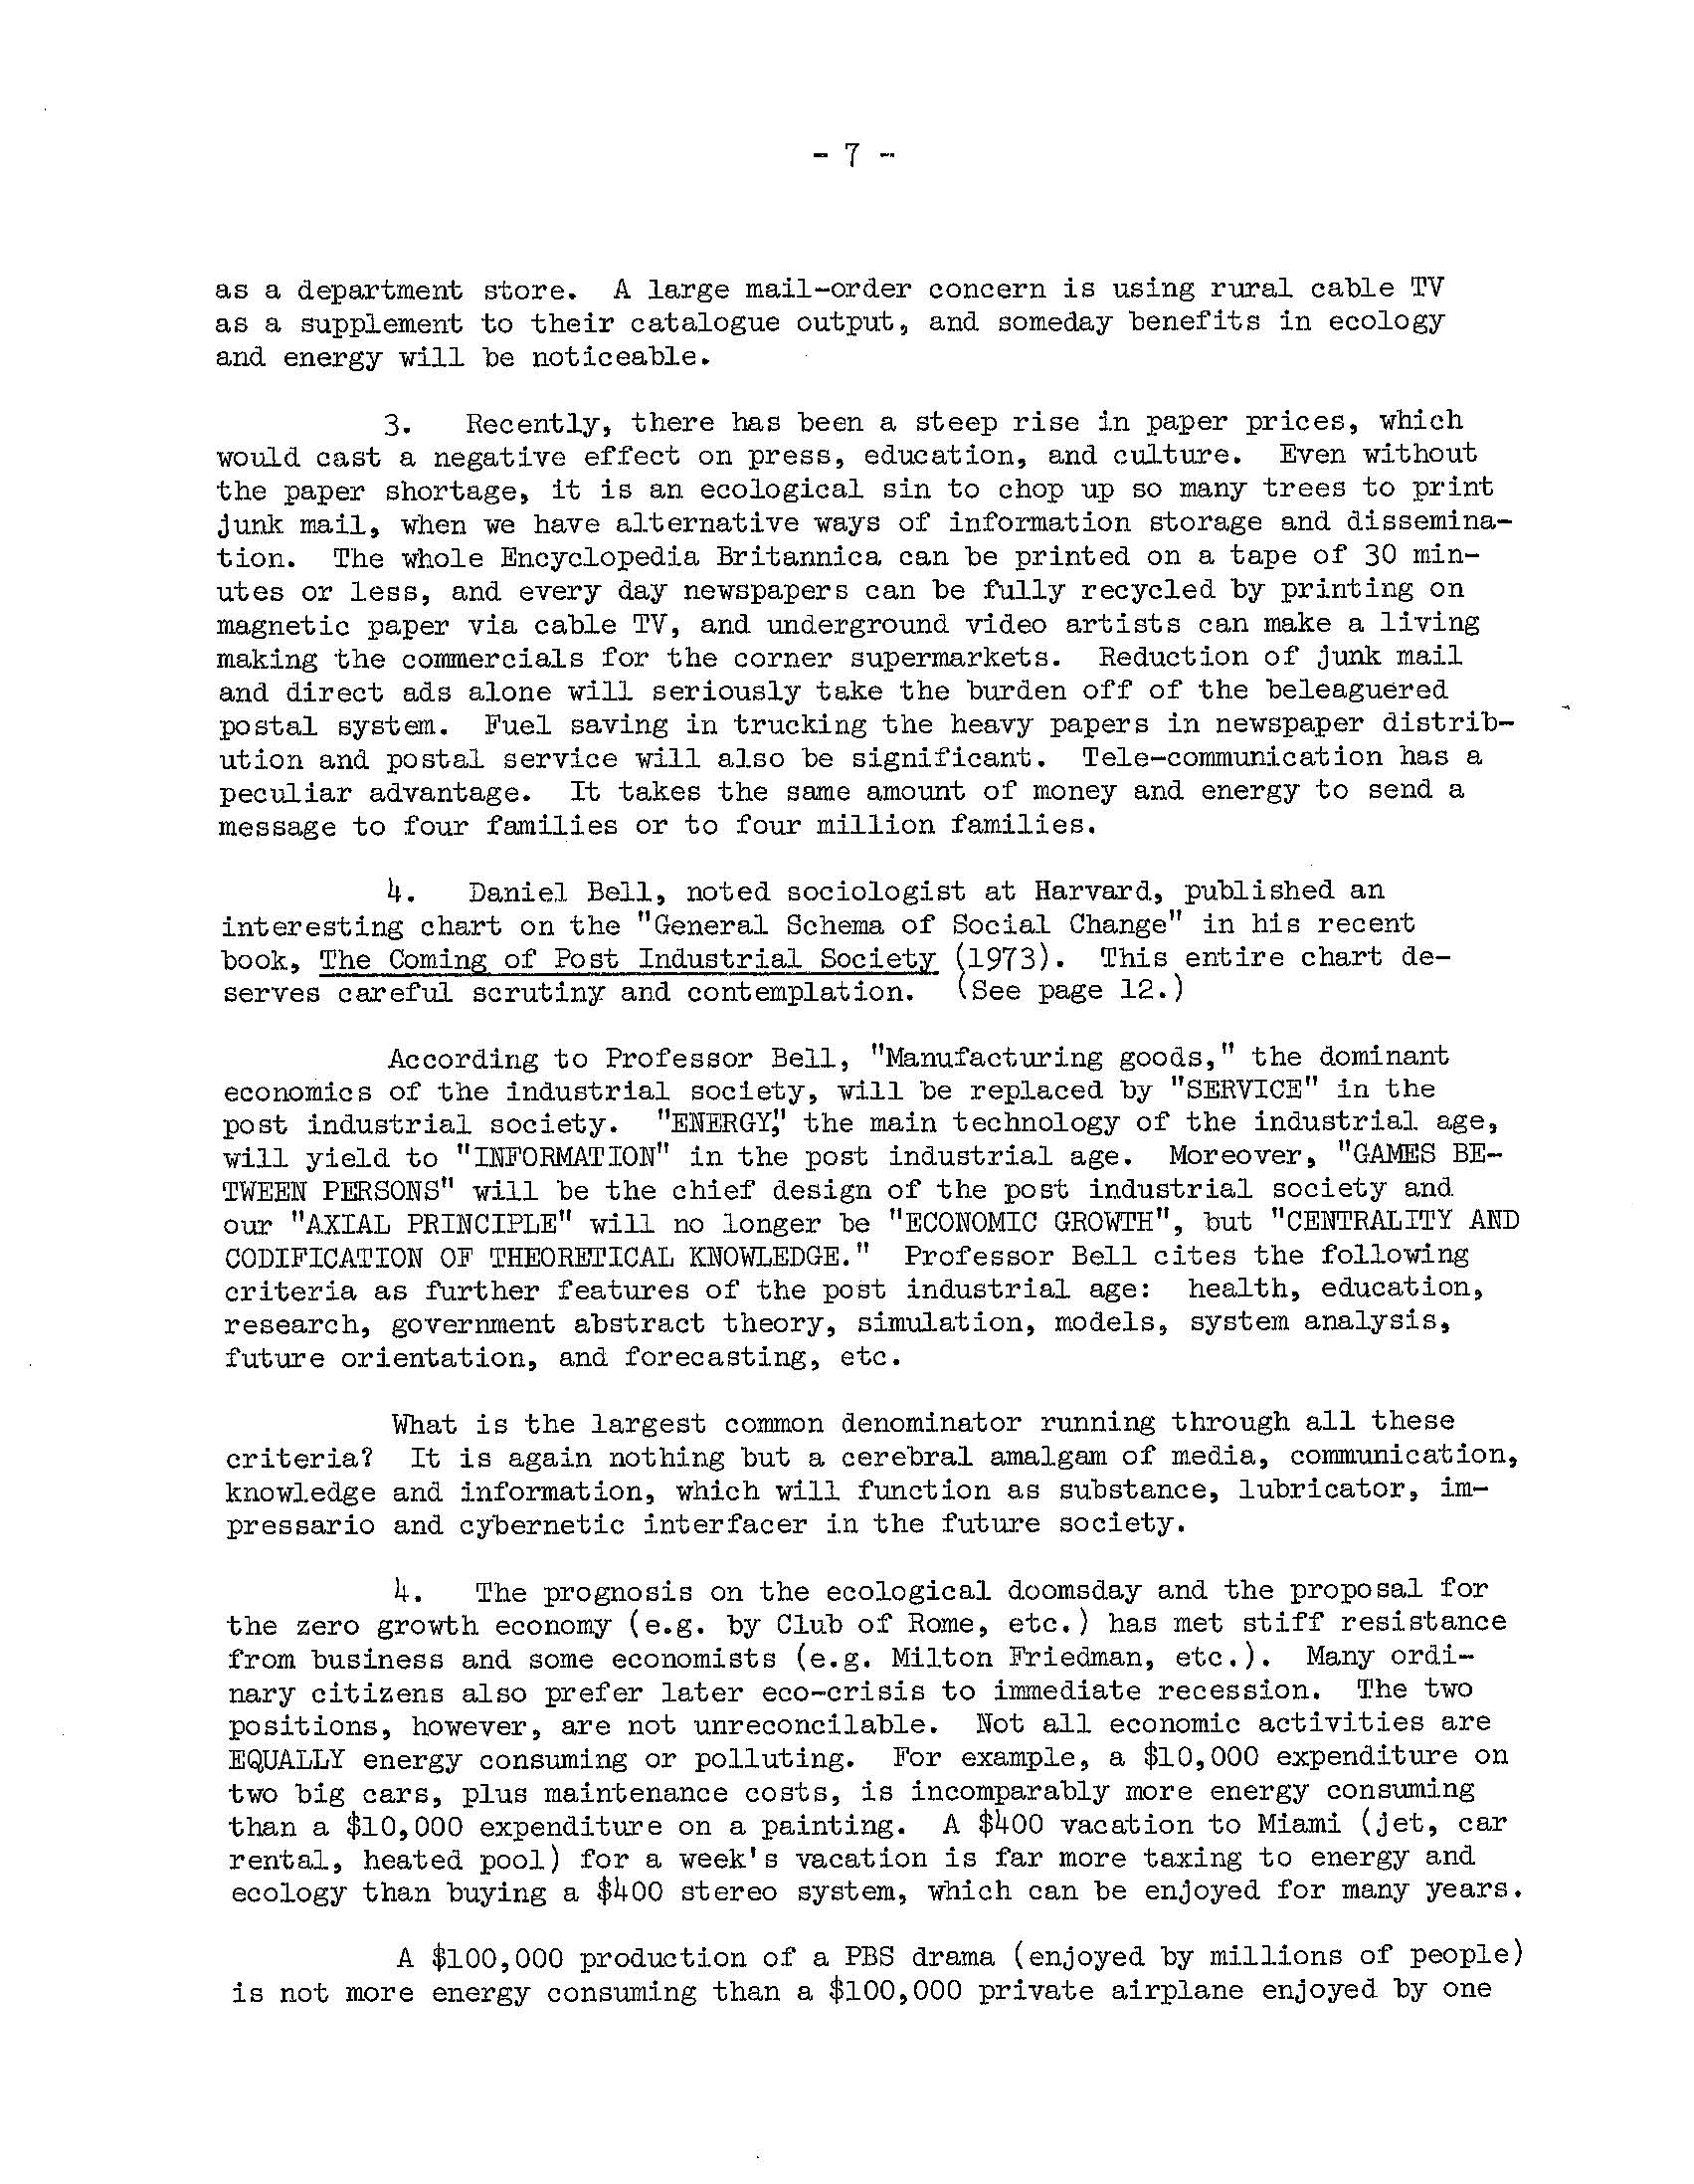 - 7 -
as a department store.  A large mail-order concern is using rural cable TV
as a supplement to their catalogue output, and someday benefits in ecology
and energy will be noticeable.
3.   Recently, there has been a steep rise in paper prices, which
would cast a negative effect on press, education, and culture.  Even without
the paper shortage, it is an ecological sin to chop up so many trees to print
junk mail, when we have alternative ways of information storage and dissemina-
tion.  The whole Encyclopedia Britannica can be printed on a tape of 30 min-
utes or less, and every day newspapers can be fully recycled by printing on
magnetic paper via cable TV, and underground video artists can make a living
making the commercials for the corner supermarkets.  Reduction of junk mail
and direct ads alone will seriously take the burden off of the beleaguered
postal system.  Fuel saving in trucking the heavy papers in newspaper distrib-
ution and postal service will also be significant.  Tele-communication has a
peculiar advantage.  It takes the same amount of money and energy to send a
message to four families or to four million families.
4.   Daniel Bell, noted sociologist at Harvard, published an
interesting chart on the "General Schema of Social Change" in his recent
book, The Coming of Post Industrial Society (1973).  This entire chart de-
serves careful scrutiny and contemplation.  (See page 12.)
According to Professor Bell, "Manufacturing goods," the dominant
economics of the industrial society, will be replaced by "SERVICE" in the
post industrial society.  "ENERGY," the main technology of the industrial age,
will yield to "INFORMATION" in the post industrial age.  Moreover, "GAMES BE-
TWEEN PERSONS" will be the chief design of the post industrial society and
our "AXIAL PRINCIPLE" will no longer be "ECONOMIC GROWTH", but "CENTRALITY AND
CODIFICATION OF THEORETICAL KNOWLEDGE."  Professor Bell cites the following
criteria as further features of the post industrial age:  health, education,
research, government abstract theory, simulation, models, system analysis,
future orientation, and forecasting, etc.
What is the largest common denominator running through all these
criteria?  It is again nothing but a cerebral amalgam of media, communication,
knowledge and information, which will function as substance, lubricator, im-
pressario and cybernetic interfacer in the future society.
4.   The prognosis on the ecological doomsday and the proposal for
the zero growth economy (e.g. by Club of Rome, etc.) has met stiff resistance
from business and some economists (e.g. Milton Friedman, etc.).  Many ordi-
nary citizens also prefer later eco-crisis to immediate recession.  The two
positions, however, are not unreconcilable.  Not all economic activities are
EQUALLY energy consuming or polluting.  For example, a $10,000 expenditure on
two big cars, plus maintenance costs, is incomparably more energy consuming
than a $10,000 expenditure on a painting.  A $400 vacation to Miami (jet, car
rental, heated pool) for a week's vacation is far more taxing to energy and
ecology than buying a $400 stereo system, which can be enjoyed for many years.
A $100,000 production of a PBS drama (enjoyed by millions of people)
is not more energy consuming than a $100,000 private airplane enjoyed by one